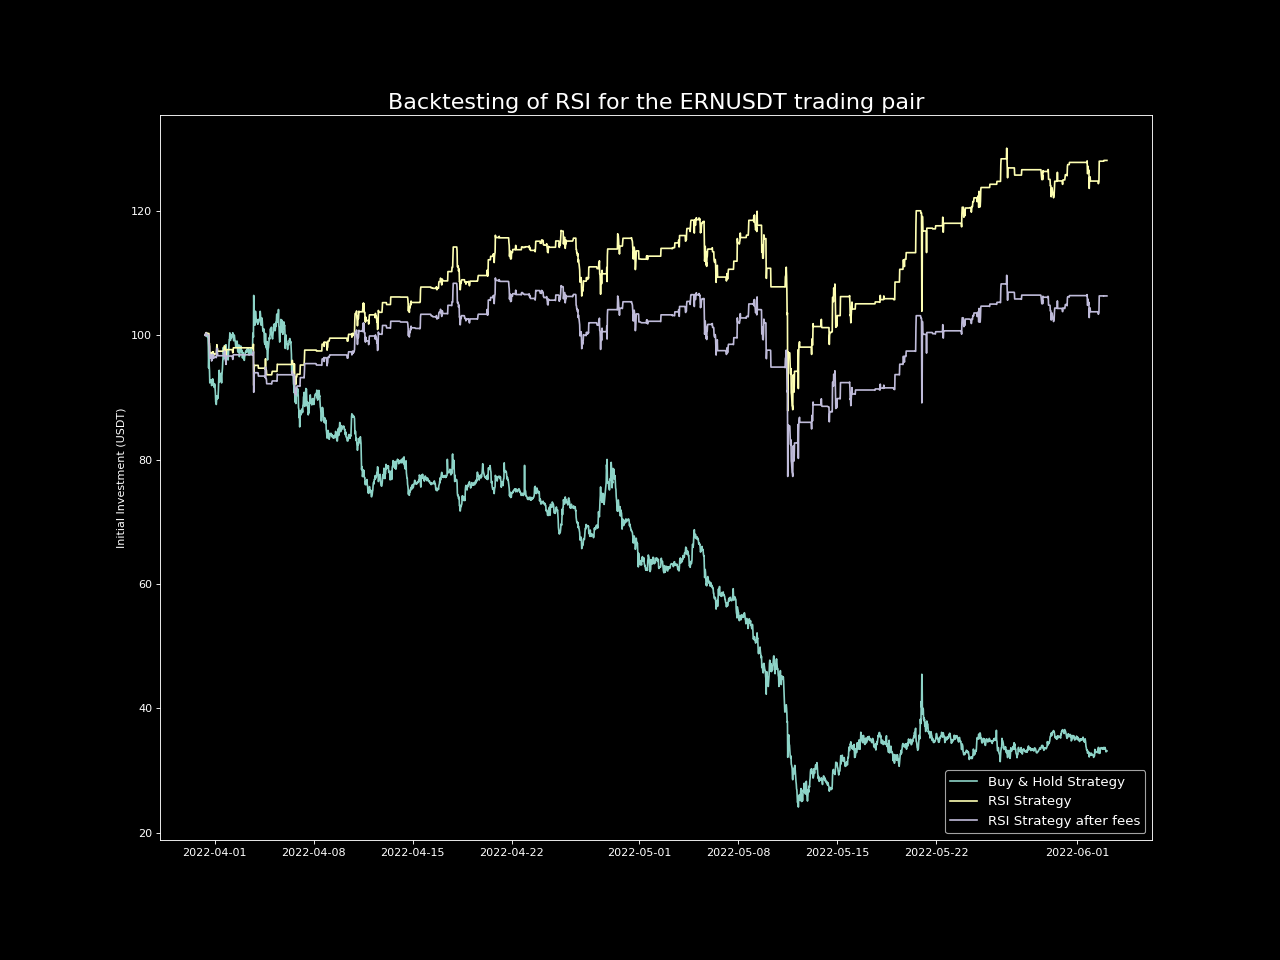 Backtesting of RSI for the ERNUSDT trading pair
Initial Investment (USDT)
120
100
80
60
40
20
2022-04-01 2022-04-08 2022-04-15 2022-04-22 2022-05-01 2022-05-08 2022-05-15 2022-05-22 2022-06-01
Buy & Hold Strategy
RSI Strategy
RSI Strategy after fees